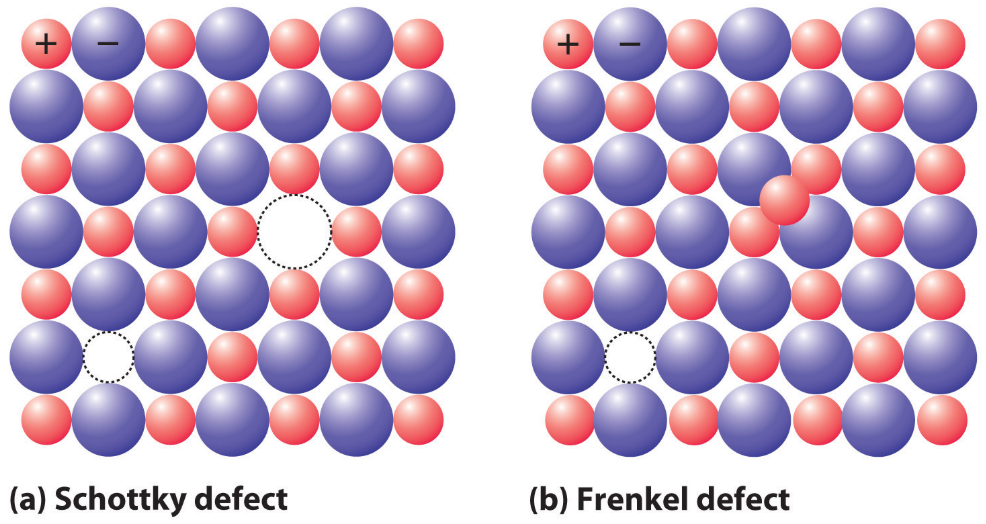 + − + −
(a) Schottky defect (b) Frenkel defect